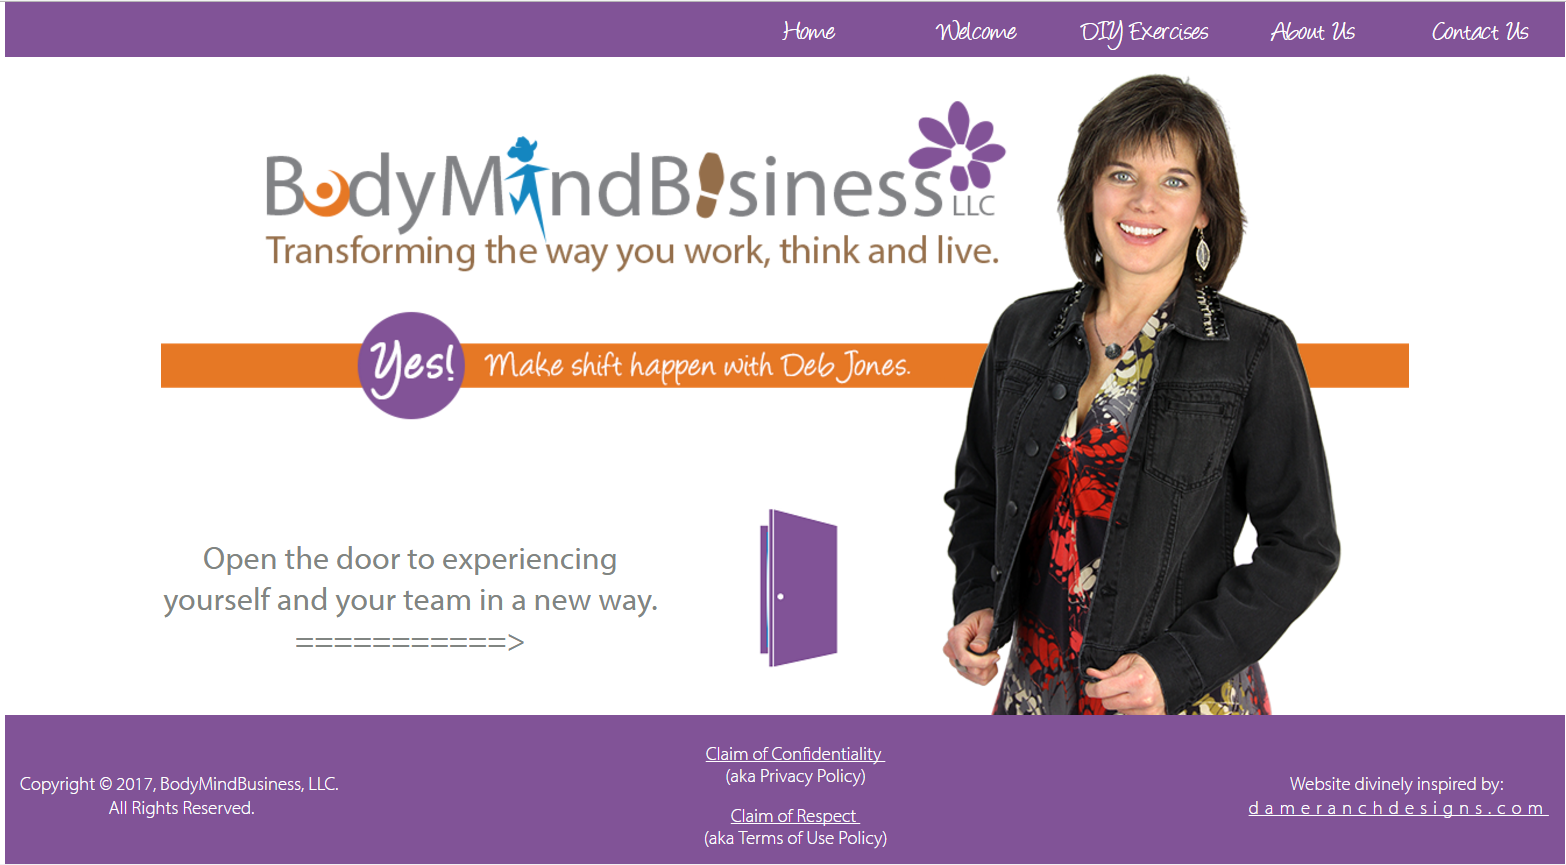 Home Welcome DIY Exercises About Us Contact Us
BodyMindBusiness LLC
Transforming the way you work, think and live.
Yes! Make shift happen with Deb Jones.
Open the door to experiencing
yourself and your team in a new way.
===========>
Copyright © 2017, BodyMindBusiness, LLC.
All Rights Reserved.
Claim of Confidentiality
(aka Privacy Policy)
Claim of Respect
(aka Terms of Use Policy)
Website divinely inspired by:
dameranchdesigns.com